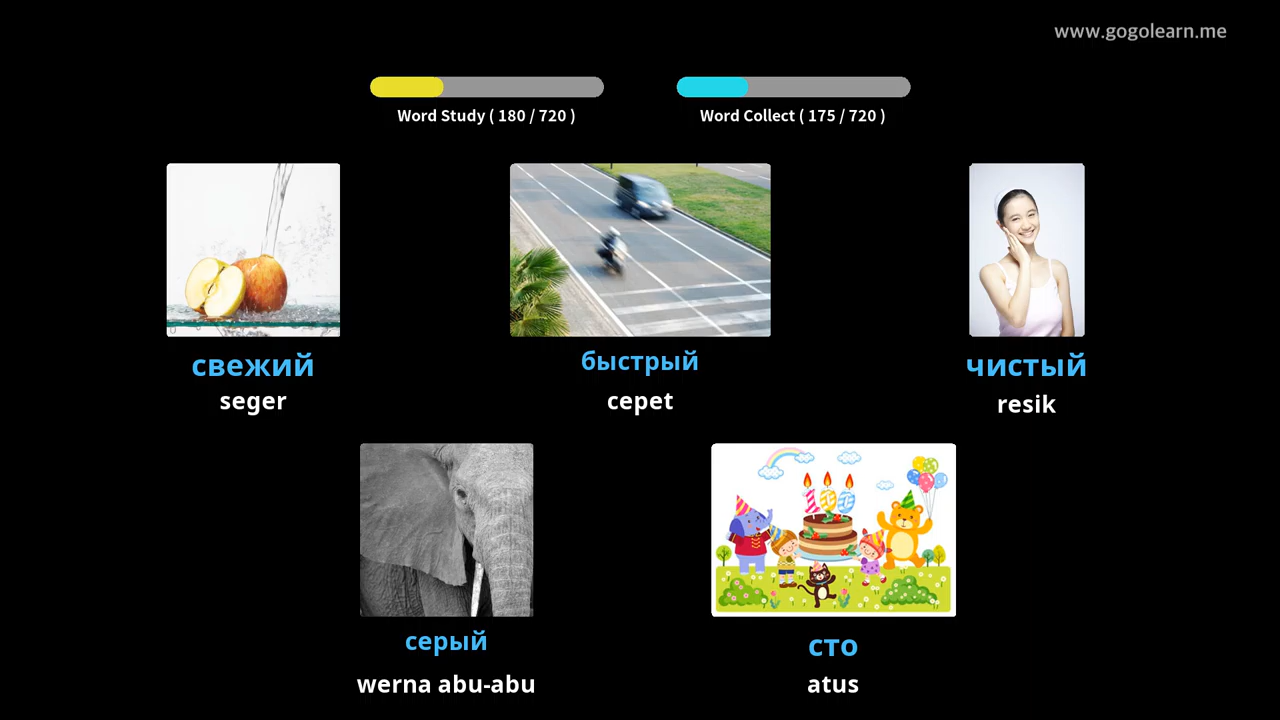 www.gogolearn.me
Word Study ( 180 / 720 )
Word Collect ( 175 / 720 )
свежий
seger
быстрый
cepet
чистый
resik
серый
werna abu-abu
сто
atus
100